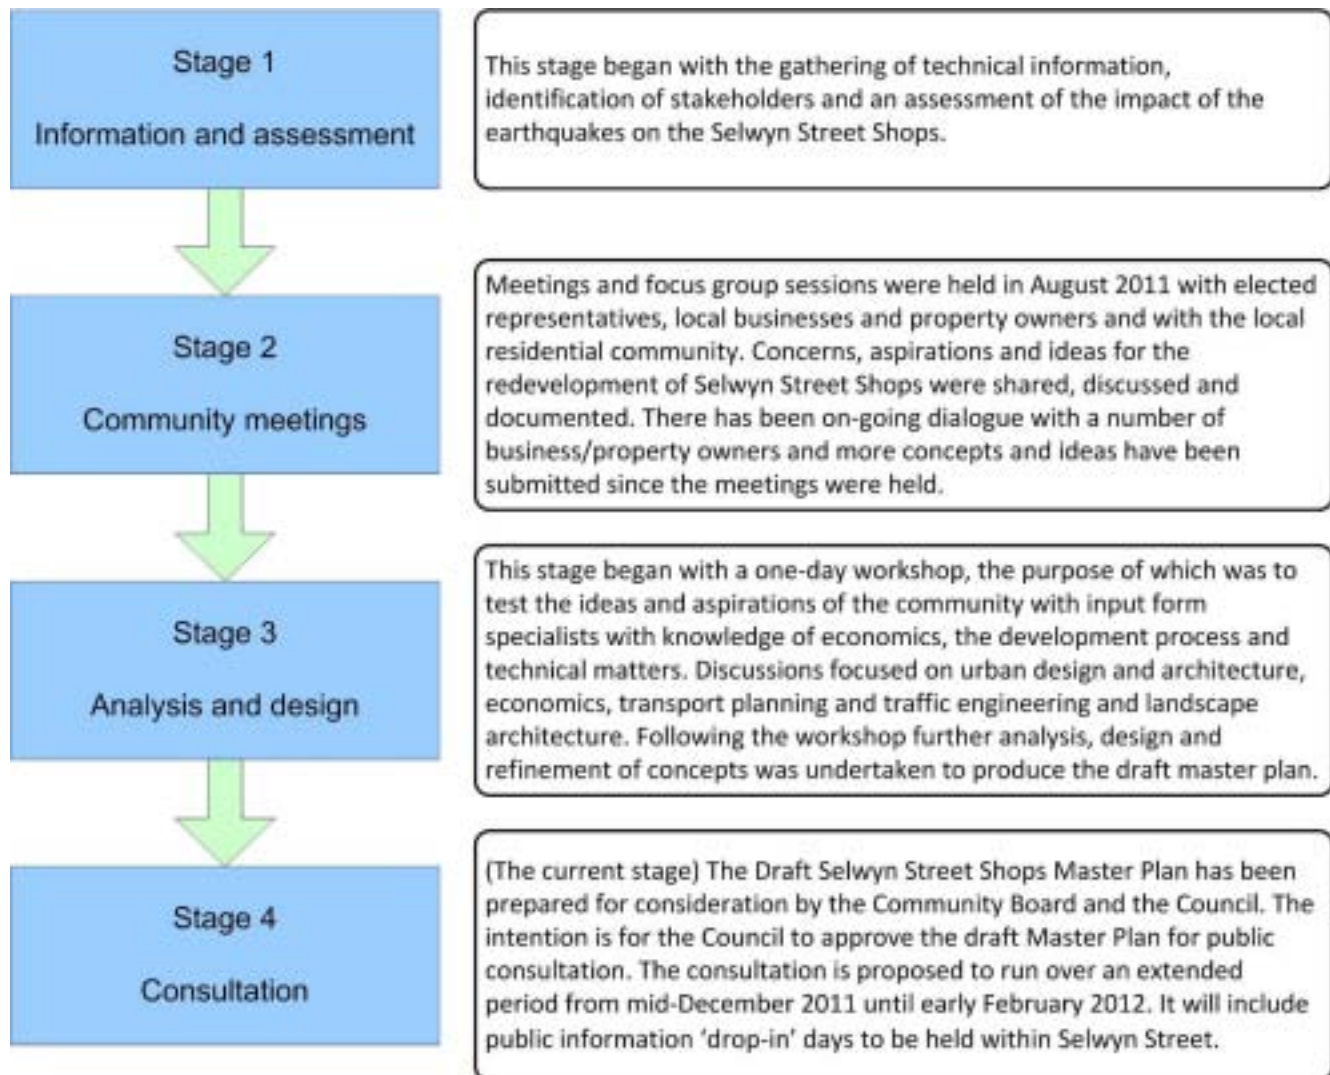 Stage 1
Information and assessment
This stage began with the gathering of technical information,
identification of stakeholders and an assessment of the impact of the
earthquakes on the Selwyn Street Shops.
Stage 2
Community meetings
Meetings and focus group sessions were held in August 2011 with elected
representatives, local businesses and property owners and with the local
residential community. Concerns, aspirations and ideas for the
redevelopment of Selwyn Street Shops were shared, discussed and
documented. There has been on-going dialogue with a number of
business/property owners and more concepts and ideas have been
submitted since the meetings were held.
Stage 3
Analysis and design
This stage began with a one-day workshop, the purpose of which was to
test the ideas and aspirations of the community with input form
specialists with knowledge of economics, the development process and
technical matters. Discussions focused on urban design and architecture,
economics, transport planning and traffic engineering and landscape
architecture. Following the workshop further analysis, design and
refinement of concepts was undertaken to produce the draft master plan.
Stage 4
Consultation
(The current stage) The Draft Selwyn Street Shops Master Plan has been
prepared for consideration by the Community Board and the Council. The
intention is for the Council to approve the draft Master Plan for public
consultation. The consultation is proposed to run over an extended
period from mid-December 2011 until early February 2012. It will include
public information ‘drop-in’ days to be held within Selwyn Street.